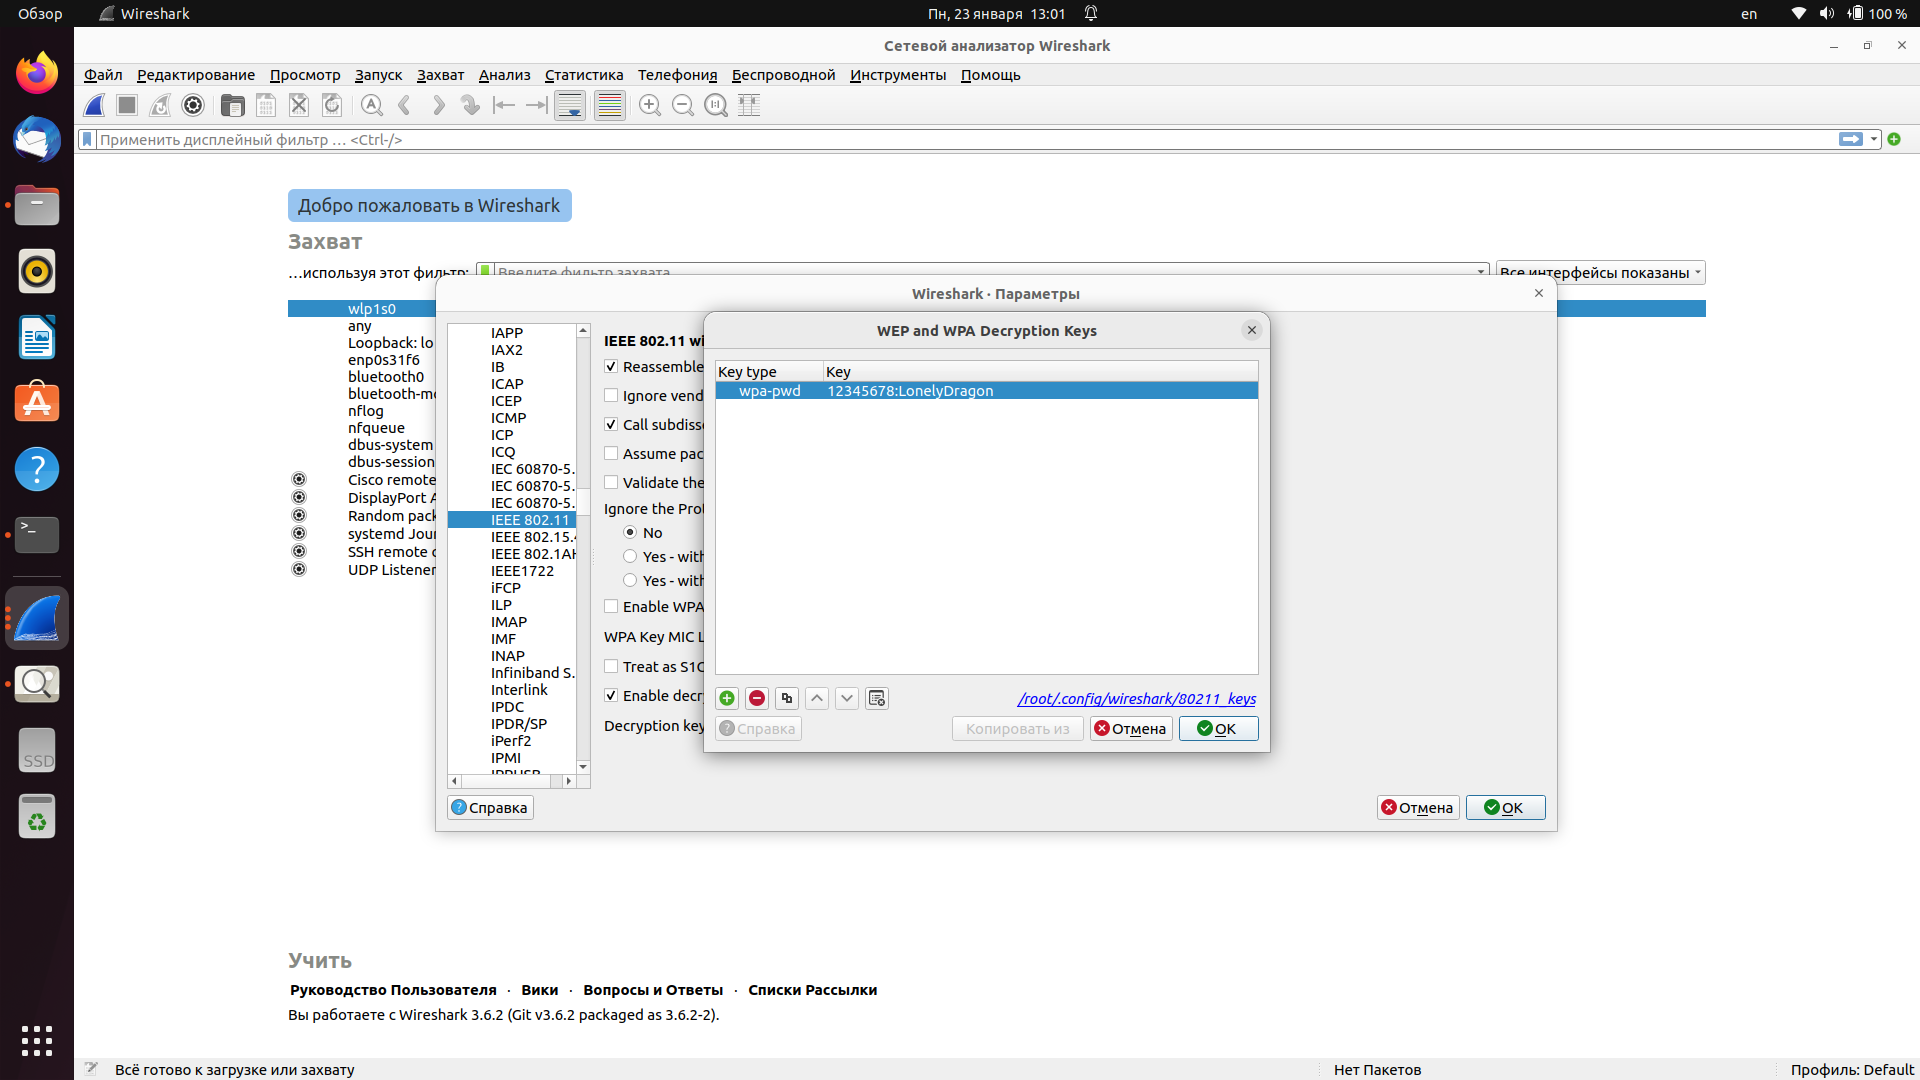 Обзор
Wireshark
Пн, 23 января 13:01
en
100 %
Сетевой анализатор Wireshark
Файл Редактирование Просмотр Запуск Захват Анализ Статистика Телефония Беспроводной Инструменты Помощь
Применить дисплейный фильтр … <Ctrl-/>
Добро пожаловать в Wireshark
Захват
…используя этот фильтр:
Введите фильтр захвата
Все интерфейсы показаны
wlp1s0
any
Loopback: lo
enp0s31f6
bluetooth0
bluetooth-mo
nflog
nfqueue
dbus-system
dbus-session
Cisco remote
DisplayPort A
Random pack
systemd Jour
SSH remote c
UDP Listener
Wireshark · Параметры
IAPP
IAX2
IB
ICAP
ICEP
ICMP
ICP
ICQ
IEC 60870-5.
IEC 60870-5.
IEC 60870-5.
IEEE 802.11
IEEE 802.15.4
IEEE 802.1AH
IEEE1722
iFCP
ILP
IMAP
IMF
INAP
Infiniband S.
Interlink
IPDC
IPDR/SP
iPerf2
IPMI
IPPUSB
IEEE 802.11 wi
Reassemble
Ignore vend
Call subdisse
Assume pac
Validate the
Ignore the Prot
No
Yes - with
Yes - with
Enable WPA
WPA Key MIC L
Treat as S1G
Enable decry
Decryption key
WEP and WPA Decryption Keys
Key type Key
wpa-pwd 12345678:LonelyDragon
/root/.config/wireshark/80211_keys
Справка
Копировать из
Отмена
OK
Справка
Отмена
OK
SSD
Учить
Руководство Пользователя · Вики · Вопросы и Ответы · Списки Рассылки
Вы работаете с Wireshark 3.6.2 (Git v3.6.2 packaged as 3.6.2-2).
Всё готово к загрузке или захвату
Нет Пакетов
Профиль: Default